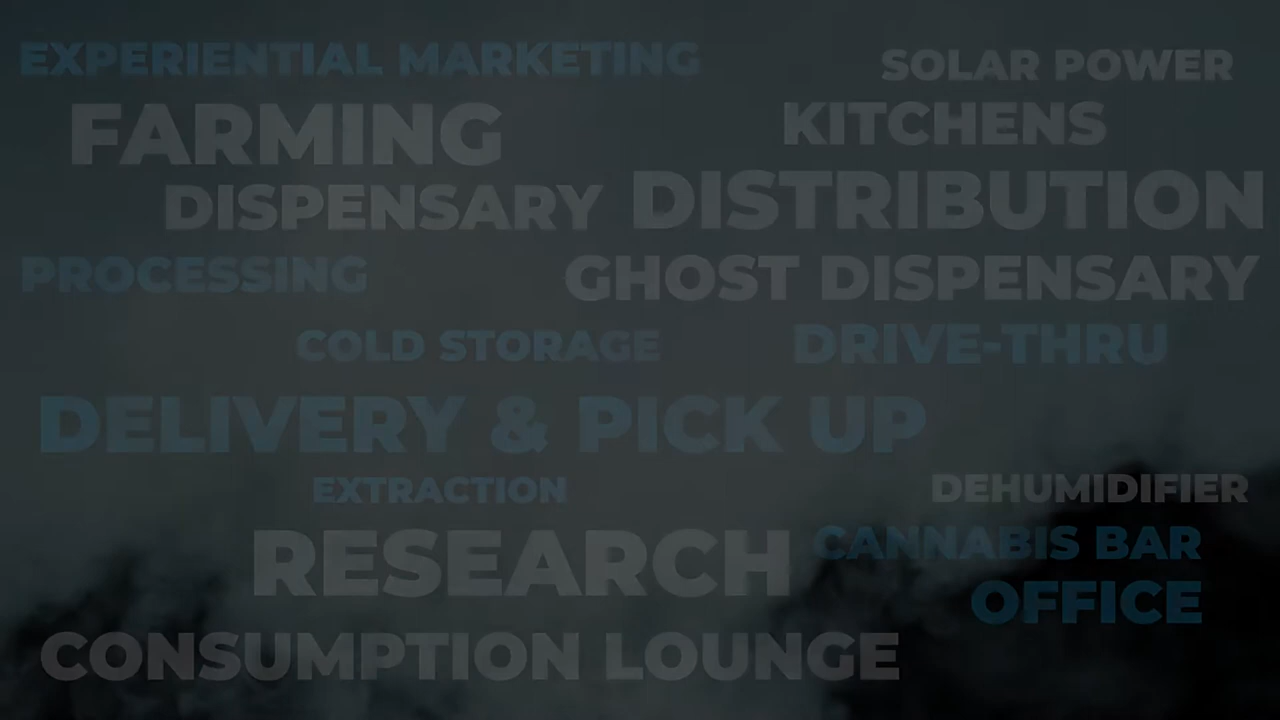 EXPERIENTIAL MARKETING
SOLAR POWER
FARMING
KITCHENS
DISPENSARY
DISTRIBUTION
PROCESSING
GHOST DISPENSARY
COLD STORAGE
DRIVE-THRU
DELIVERY & PICK UP
EXTRACTION
DEHUMIDIFIER
RESEARCH
CANNABIS BAR
OFFICE
CONSUMPTION LOUNGE